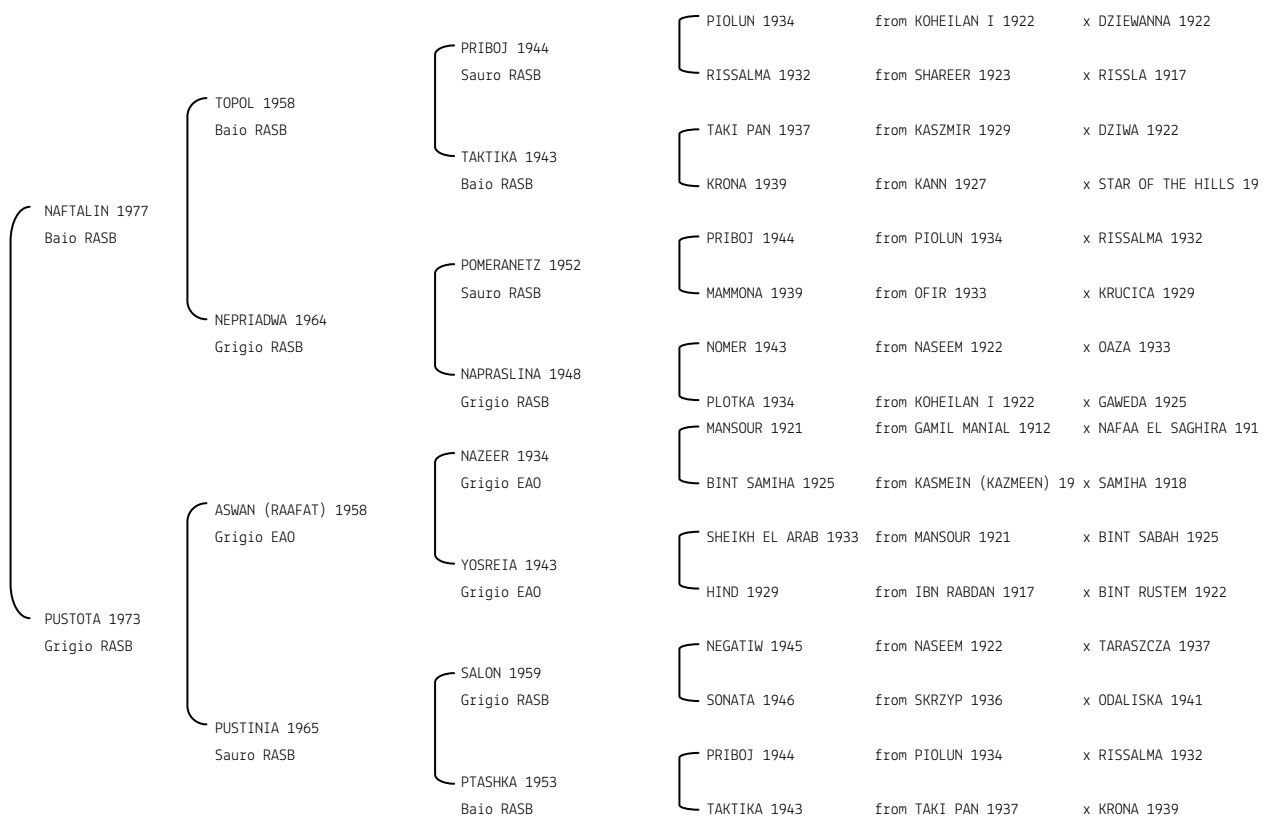 PIOLUN 1934 from KOHEILAN I 1922 x DZIEWANNA 1922
PRIBOJ 1944
Sauro RASB RISSALMA 1932 from SHAREER 1923 x RISSLA 1917
TOPOL 1958
Baio RASB TAKI PAN 1937 from KASZMIR 1929 x DZIWA 1922
TAKTIKA 1943
Baio RASB KRONA 1939 from KANN 1927 x STAR OF THE HILLS 19
NAFTALIN 1977
Baio RASB PRIBOJ 1944 from PIOLUN 1934 x RISSALMA 1932
POMERANETZ 1952
Sauro RASB MAMMONA 1939 from OFIR 1933 x KRUCICA 1929
NEPRIADWA 1964
Grigio RASB NOMER 1943 from NASEEM 1922 x OAZA 1933
NAPRASLINA 1948
Grigio RASB PLOTKA 1934 from KOHEILAN I 1922 x GAWEDA 1925
MANSOUR 1921 from GAMIL MANIAL 1912 x NAFAA EL SAGHIRA 191
NAZEER 1934
Grigio EAO BINT SAMIHA 1925 from KASMEIN (KAZMEEN) 19 x SAMIHA 1918
ASWAN (RAAFAT) 1958
Grigio EAO SHEIKH EL ARAB 1933 from MANSOUR 1921 x BINT SABAH 1925
YOSREIA 1943
Grigio EAO HIND 1929 from IBN RABDAN 1917 x BINT RUSTEM 1922
PUSTOTA 1973
Grigio RASB NEGATIW 1945 from NASEEM 1922 x TARASZCZA 1937
SALON 1959
Grigio RASB SONATA 1946 from SKRZYP 1936 x ODALISKA 1941
PUSTINIA 1965
Sauro RASB PRIBOJ 1944 from PIOLUN 1934 x RISSALMA 1932
PTASHKA 1953
Baio RASB TAKTIKA 1943 from TAKI PAN 1937 x KRONA 1939